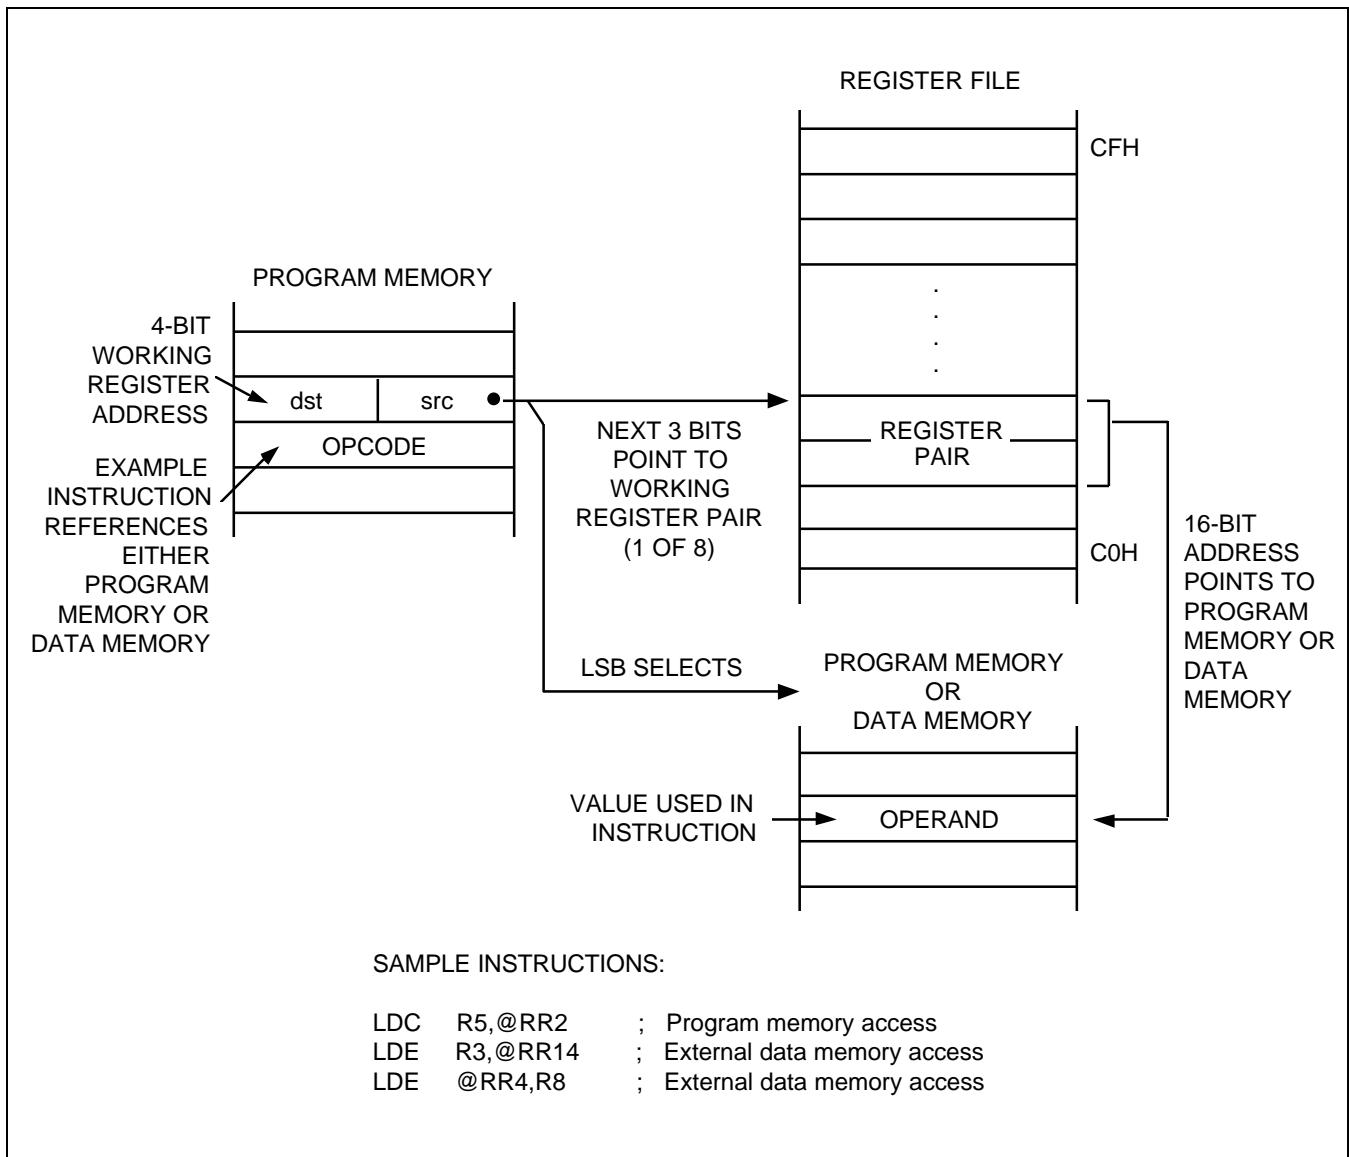 REGISTER FILE
CFH
PROGRAM MEMORY
4-BIT
WORKING
REGISTER
ADDRESS
dst src
OPCODE
EXAMPLE
INSTRUCTION
REFERENCES
EITHER
PROGRAM
MEMORY OR
DATA MEMORY
NEXT 3 BITS
POINT TO
WORKING
REGISTER PAIR
(1 OF 8)
REGISTER
PAIR
C0H
16-BIT
ADDRESS
POINTS TO
PROGRAM
MEMORY OR
DATA
MEMORY
LSB SELECTS
PROGRAM MEMORY
OR
DATA MEMORY
VALUE USED IN
INSTRUCTION
OPERAND
SAMPLE INSTRUCTIONS:
LDC R5,@RR2 ; Program memory access
LDE R3,@RR14 ; External data memory access
LDE @RR4,R8 ; External data memory access